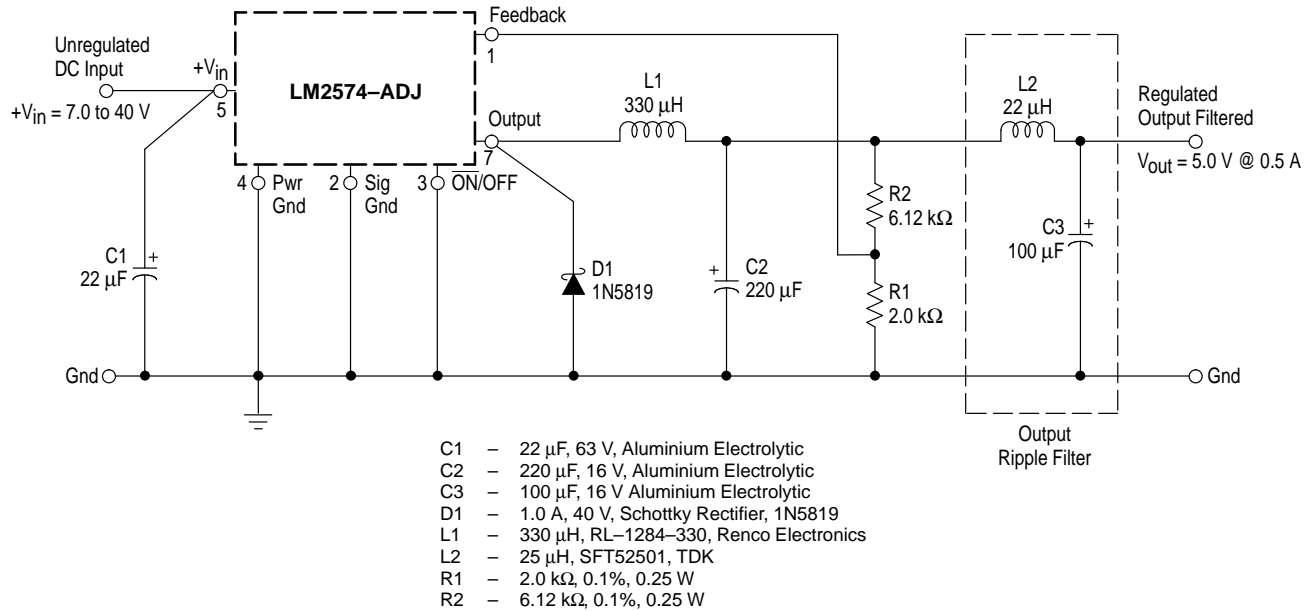 Feedback
1
Unregulated
DC Input
+Vin
+Vin = 7.0 to 40 V
5
LM2574–ADJ
Output
7
4
Pwr
Gnd
2
Sig
Gnd
3
ON/OFF
L1
330 μH
L2
22 μH
Regulated
Output Filtered
Vout = 5.0 V @ 0.5 A
R2
6.12 kΩ
C3
100 μF
+
C1
22 μF
+
D1
1N5819
+
C2
220 μF
R1
2.0 kΩ
Gnd
Gnd
Output
Ripple Filter
C1 – 22 μF, 63 V, Aluminium Electrolytic
C2 – 220 μF, 16 V, Aluminium Electrolytic
C3 – 100 μF, 16 V Aluminium Electrolytic
D1 – 1.0 A, 40 V, Schottky Rectifier, 1N5819
L1 – 330 μH, RL–1284–330, Renco Electronics
L2 – 25 μH, SFT52501, TDK
R1 – 2.0 kΩ, 0.1%, 0.25 W
R2 – 6.12 kΩ, 0.1%, 0.25 W